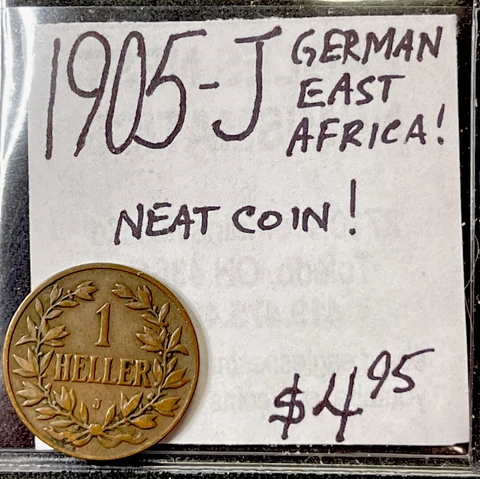 1905-J GERMAN
EAST
AFRICA!
NEAT COIN!
1
HELLER
J
$4.95